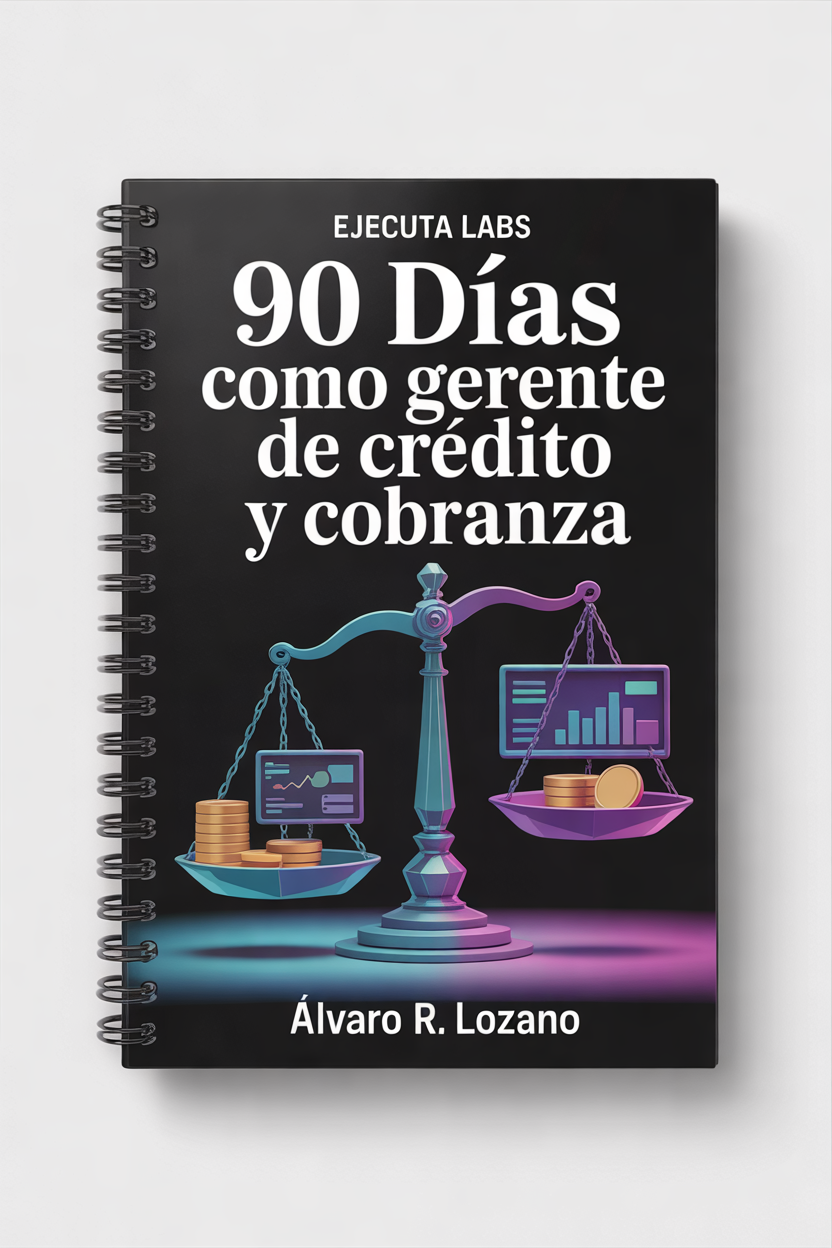 EJECUTA LABS
90 Días
como gerente
de crédito
y cobranza
Álvaro R. Lozano